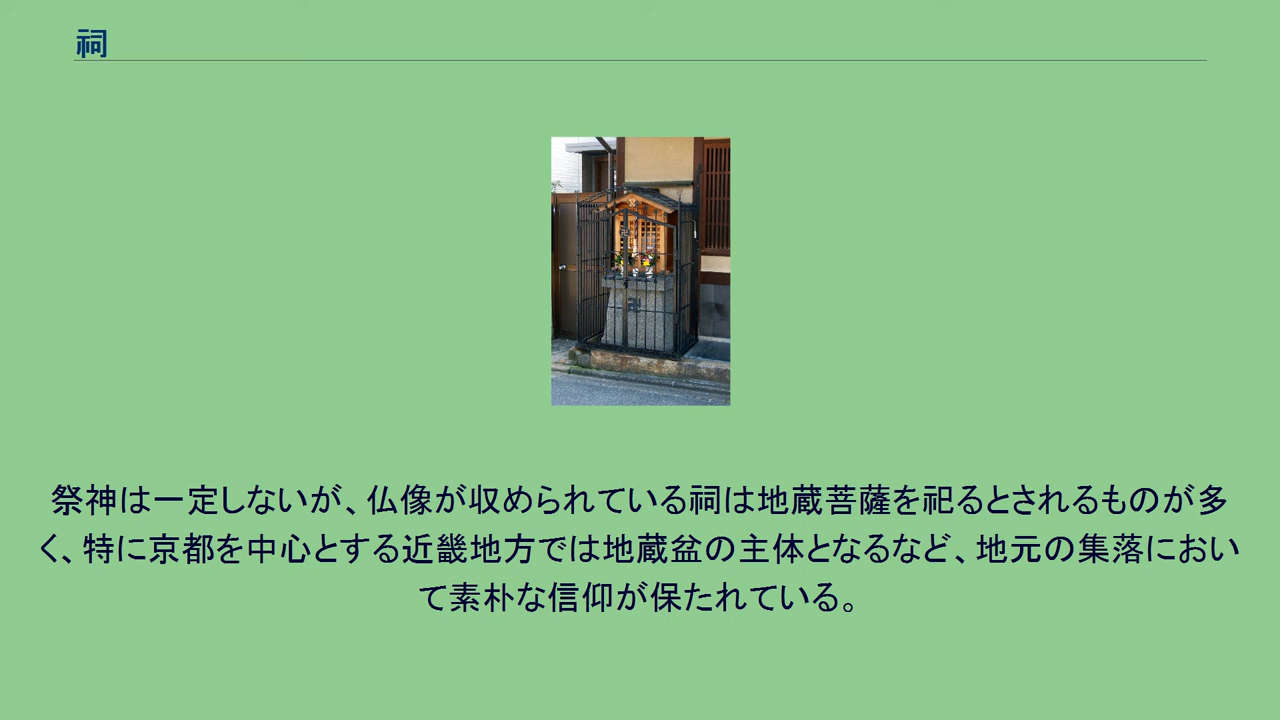 祠
祭神は一定しないが、仏像が収められている祠は地蔵菩薩を祀るとされるものが多
く、特に京都を中心とする近畿地方では地蔵盆の主体となるなど、地元の集落におい
て素朴な信仰が保たれている。